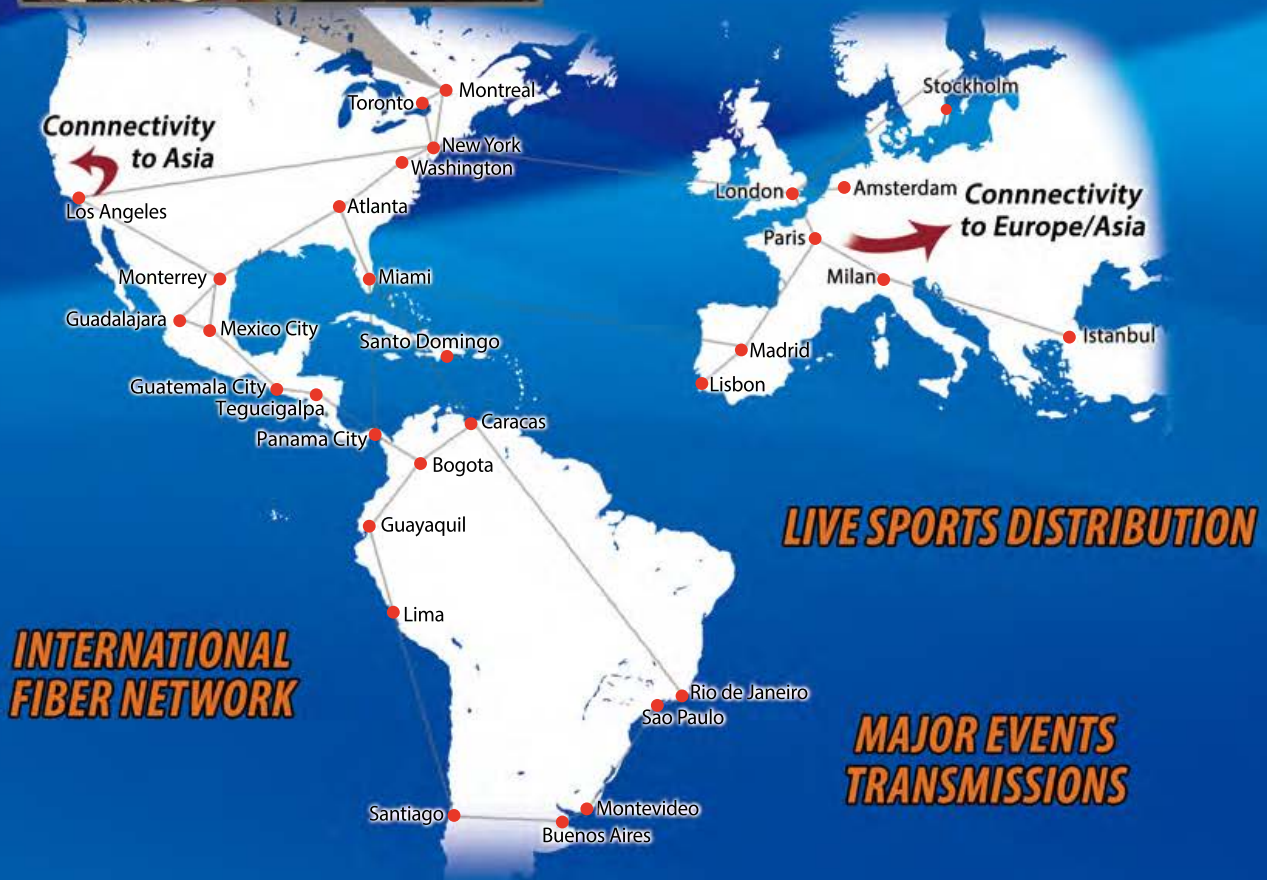 Montreal
Toronto
New York
Washington
Connnectivity
to Asia
Los Angeles
Atlanta
Monterrey
Miami
Guadalajara
Mexico City
Santo Domingo
Guatemala City
Tegucigalpa
Panama City
Caracas
Bogota
Guayaquil
Lima
Rio de Janeiro
Sao Paulo
Santiago
Montevideo
Buenos Aires
Stockholm
London
Amsterdam
Connnectivity
to Europe/Asia
Paris
Milan
Istanbul
Madrid
Lisbon
LIVE SPORTS DISTRIBUTION
INTERNATIONAL
FIBER NETWORK
MAJOR EVENTS
TRANSMISSIONS